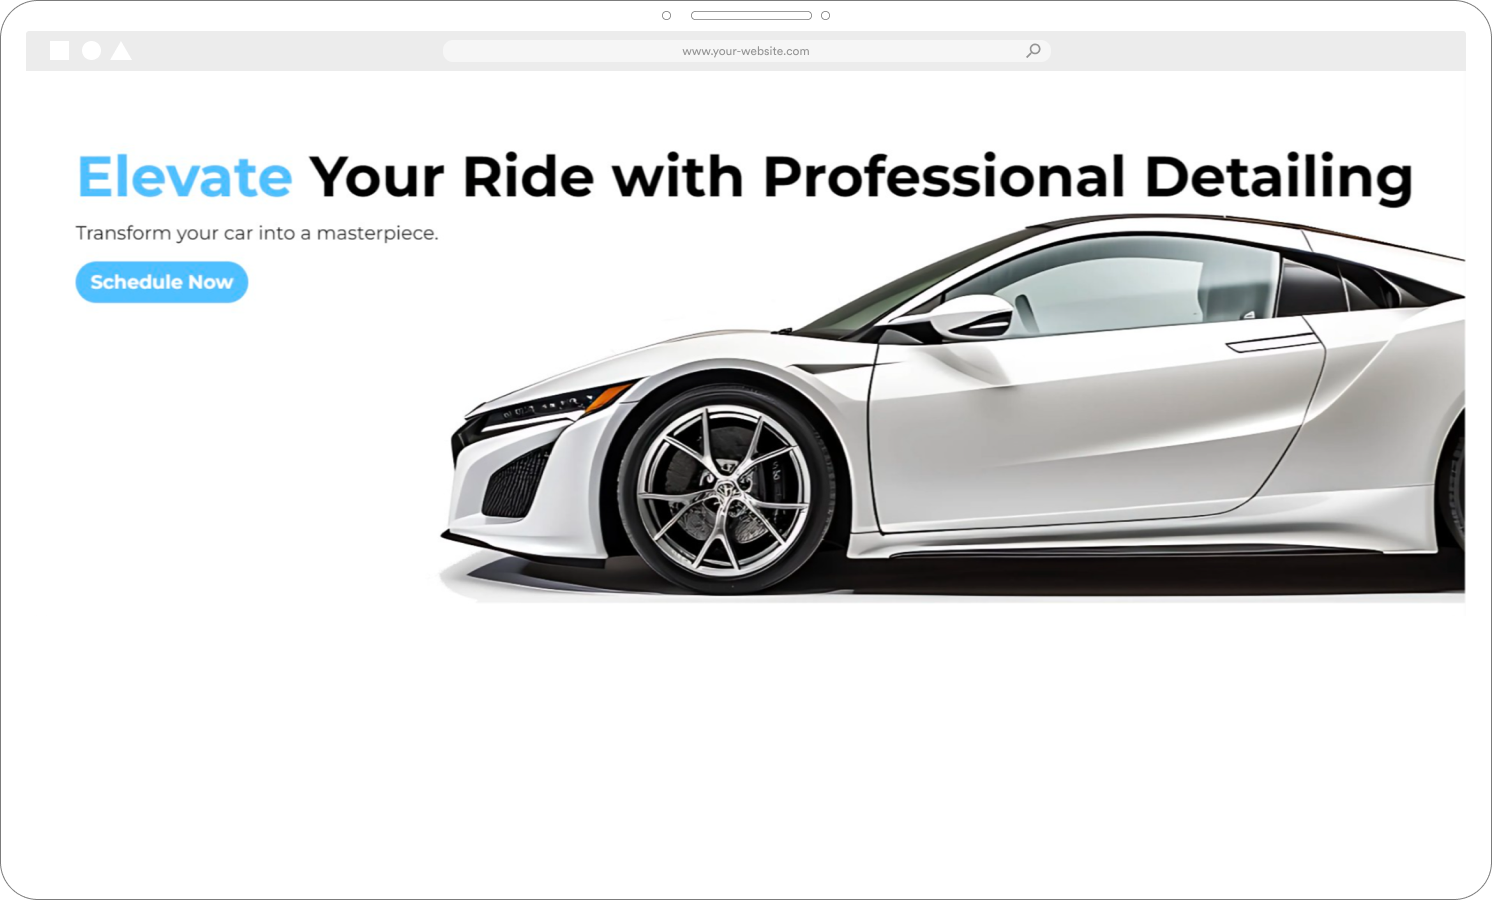 www.your-website.com
Elevate Your Ride with Professional Detailing
Transform your car into a masterpiece.
Schedule Now